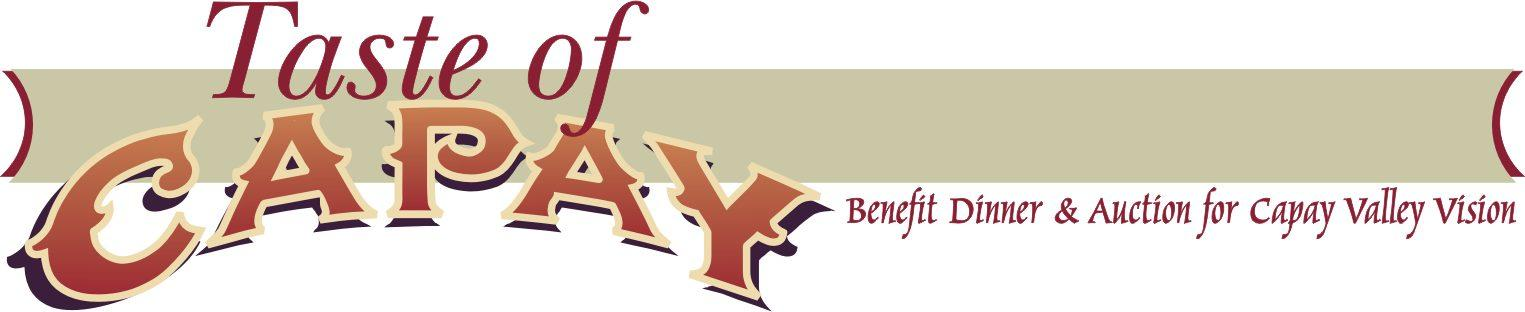 Taste of
CAPAY
Benefit Dinner & Auction for Capay Valley Vision